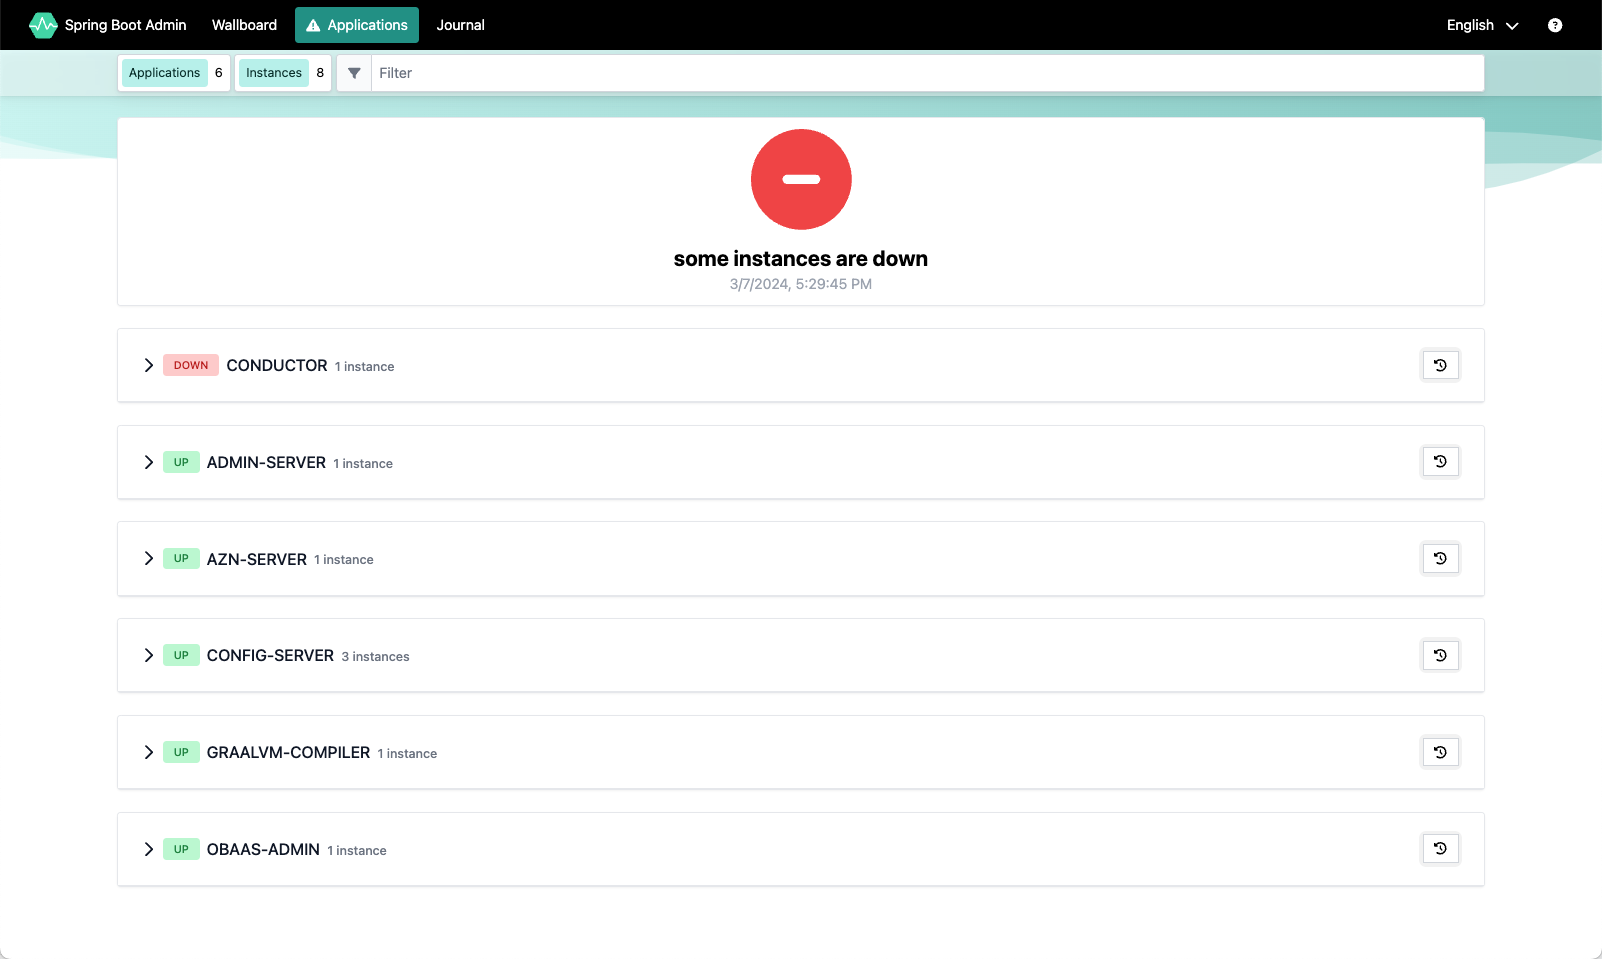 Spring Boot Admin Wallboard Applications Journal English
Applications 6 Instances 8 Filter
some instances are down
3/7/2024, 5:29:45 PM
DOWN CONDUCTOR 1 instance
UP ADMIN-SERVER 1 instance
UP AZN-SERVER 1 instance
UP CONFIG-SERVER 3 instances
UP GRAALVM-COMPILER 1 instance
UP OBAAS-ADMIN 1 instance